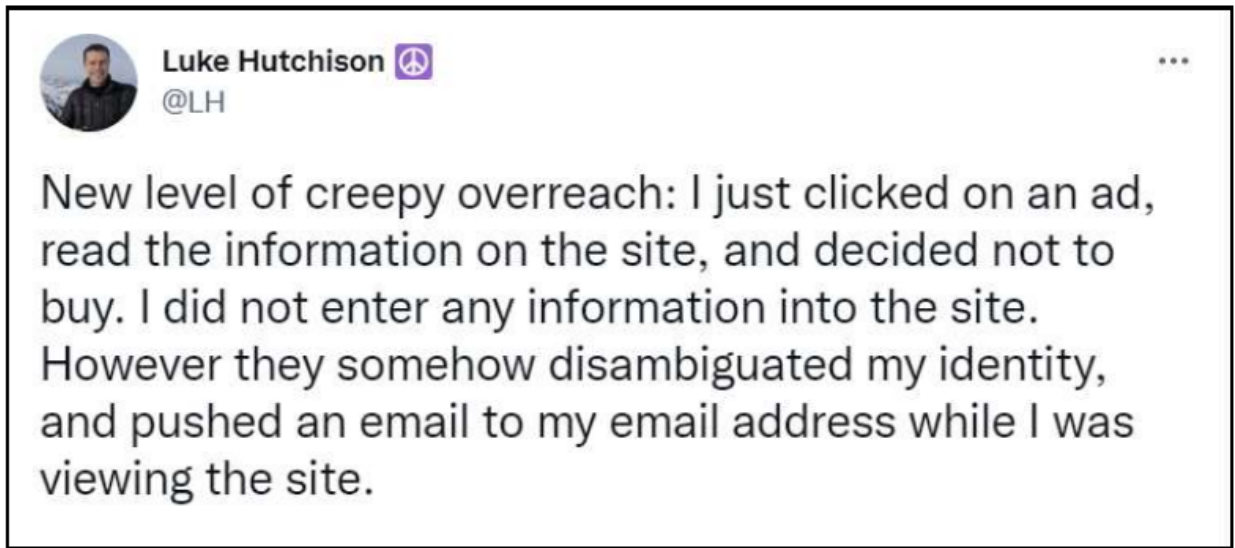 Luke Hutchison ☮
@LH
New level of creepy overreach: I just clicked on an ad,
read the information on the site, and decided not to
buy. I did not enter any information into the site.
However they somehow disambiguated my identity,
and pushed an email to my email address while I was
viewing the site.